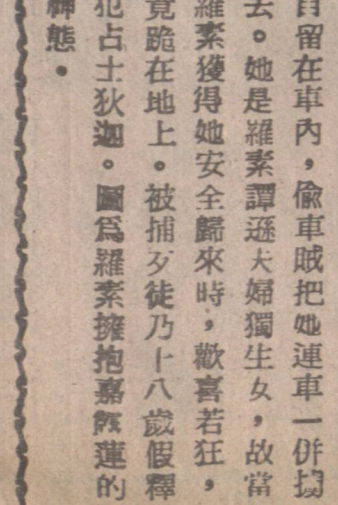 留在車內，偷車賊把她連車一併擄
去。她是羅素譚遜夫婦獨生女，故當
羅素獲得她安全歸來時，歡喜若狂，
竟跪在地上。被捕歹徒乃十八歲假釋
犯占士狄迦。圖爲羅素擁抱嘉蓮的
神態。